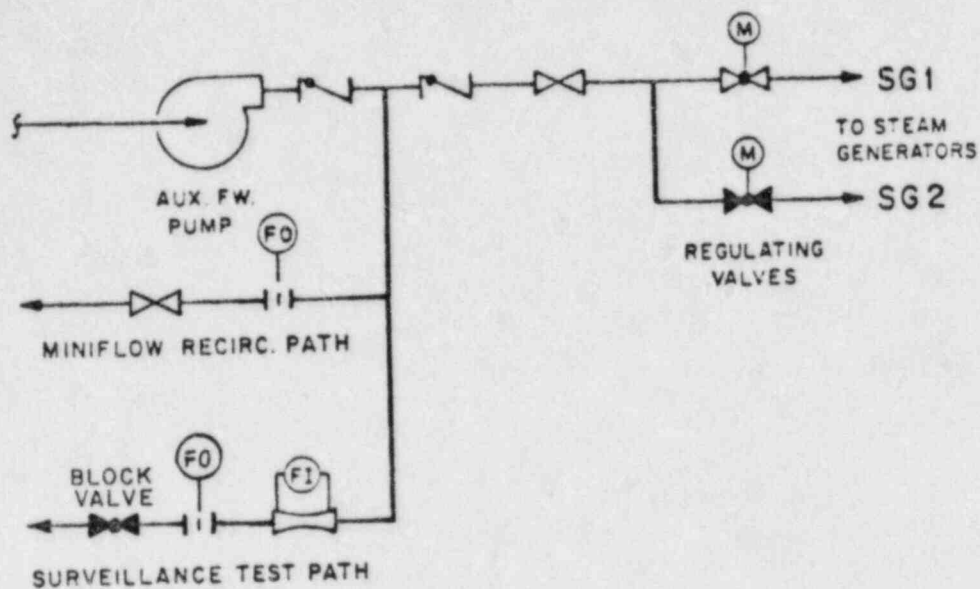 M
SG1
TO STEAM
GENERATORS
M
SG2
AUX. FW.
PUMP
REGULATING
VALVES
FO
MINIFLOW RECIRC. PATH
FO
FI
BLOCK
VALVE
SURVEILLANCE TEST PATH